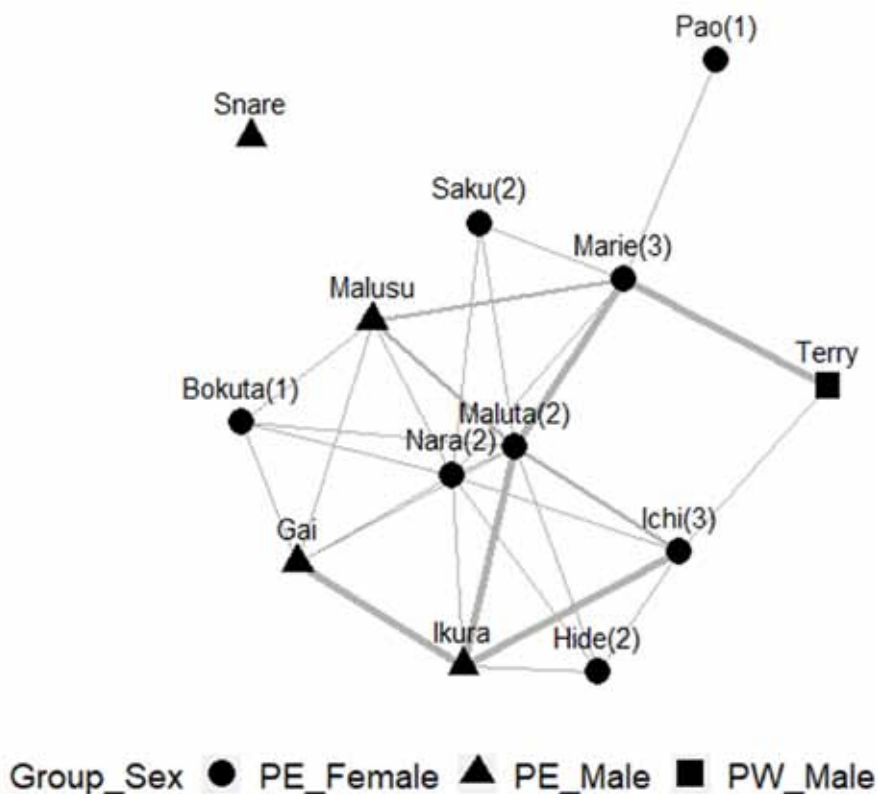 Pao(1)
Snare
Saku(2)
Marie(3)
Malusu
Terry
Bokuta(1)
Maluta(2)
Nara(2)
Ichi(3)
Gai
Ikura
Hide(2)
Group_Sex PE_Female PE_Male PW_Male